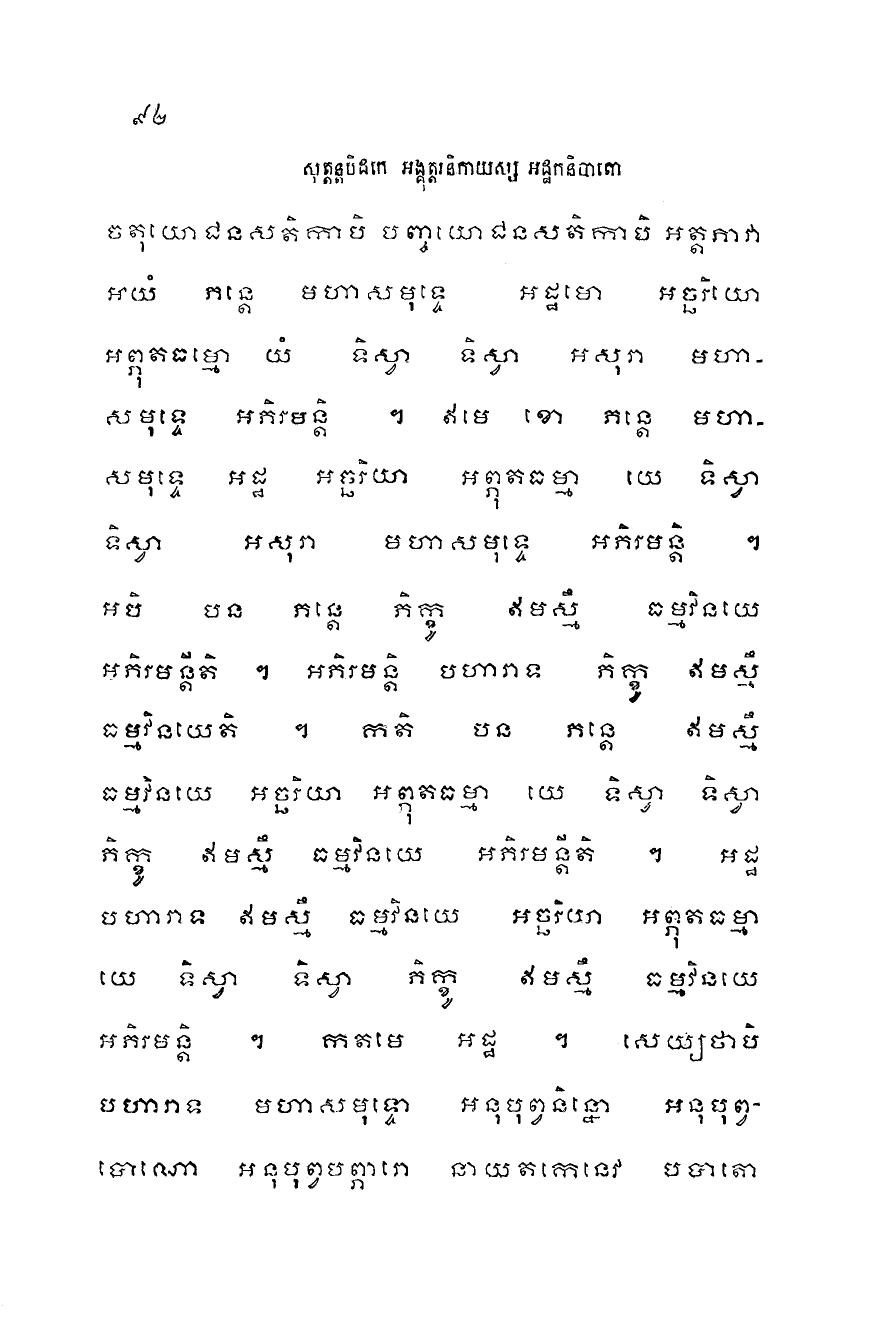 ៩៤
សុត្តន្តបិដកេ អង្គុត្តរនិកាយស្ស អដ្ឋកនិបាតោ
ចតុយោជនសតិកាបិ បញ្ចយោជនសតិកាបិ អត្តភាវា
អយំ ភន្តេ មហាសមុទ្ទេ អដ្ឋមោ អច្ឆរិយោ
អព្ភុតធម្មោ យំ ទិស្វា ទិស្វា អសុរា មហា-
សមុទ្ទេ អភិរមន្តិ ។ ឥមេ ខោ ភន្តេ មហា-
សមុទ្ទេ អដ្ឋ អច្ឆរិយា អព្ភុតធម្មា យេ ទិស្វា
ទិស្វា អសុរា មហាសមុទ្ទេ អភិរមន្តិ ។
អបិ បន ភន្តេ ភិក្ខូ ឥមស្មឹ ធម្មវិនយេ
អភិរមន្តីតិ ។ អភិរមន្តិ បហារាទ ភិក្ខូ ឥមស្មឹ
ធម្មវិនយេតិ ។ កតិ បន ភន្តេ ឥមស្មឹ
ធម្មវិនយេ អច្ឆរិយា អព្ភុតធម្មា យេ ទិស្វា ទិស្វា
ភិក្ខូ ឥមស្មឹ ធម្មវិនយេ អភិរមន្តីតិ ។ អដ្ឋ
បហារាទ ឥមស្មឹ ធម្មវិនយេ អច្ឆរិយា អព្ភុតធម្មា
យេ ទិស្វា ទិស្វា ភិក្ខូ ឥមស្មឹ ធម្មវិនយេ
អភិរមន្តិ ។ កតមេ អដ្ឋ ។ សេយ្យថាបិ
បហារាទ មហាសមុទ្ទោ អនុបុព្វនិន្នោ អនុបុព្វ-
បោណោ អនុបុព្វបព្ភារោ នាយតកេនេវ បបាតោ